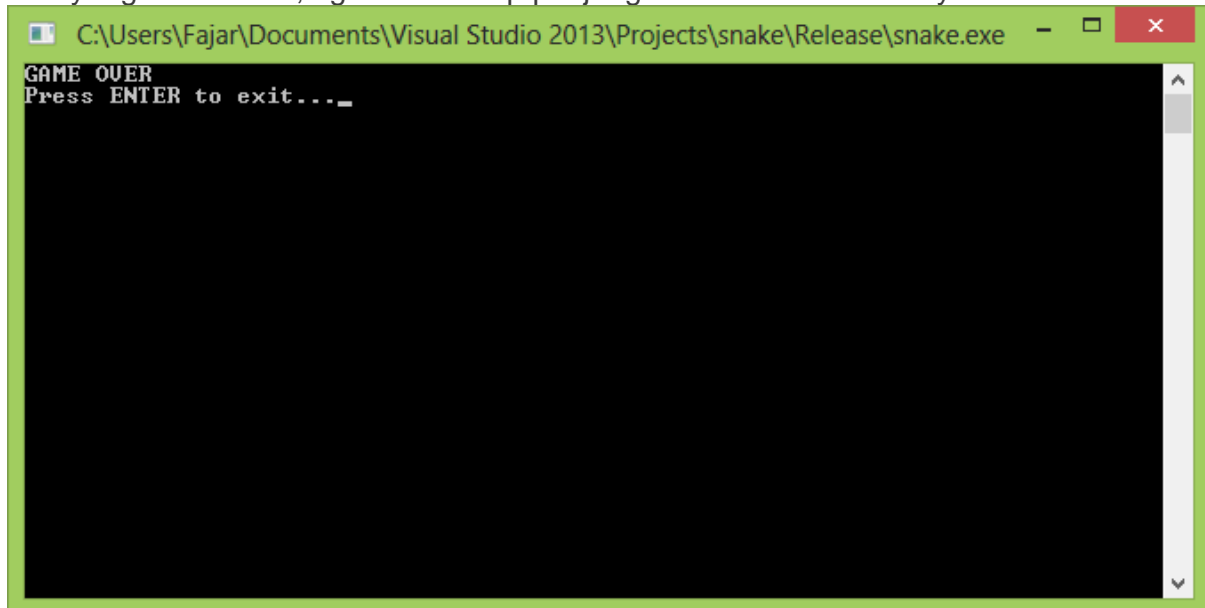 C:\Users\Fajar\Documents\Visual Studio 2013\Projects\snake\Release\snake.exe
GAME OVER
Press ENTER to exit..._